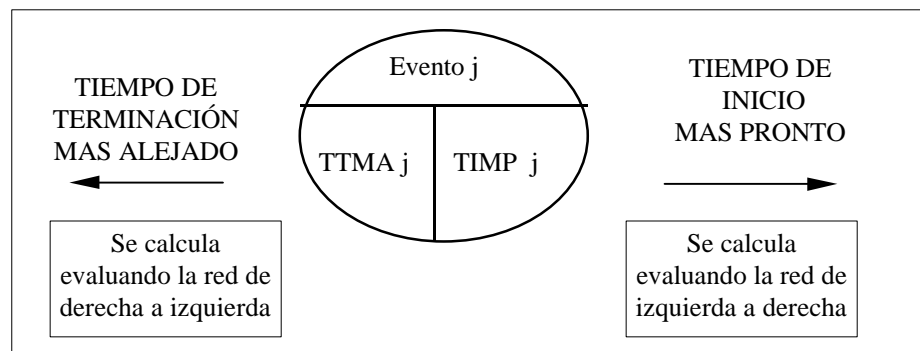 Evento j
TIEMPO DE
TERMINACIÓN
MAS ALEJADO
TTMA j
TIMP j
TIEMPO DE
INICIO
MAS PRONTO
Se calcula
evaluando la red de
derecha a izquierda
Se calcula
evaluando la red de
izquierda a derecha